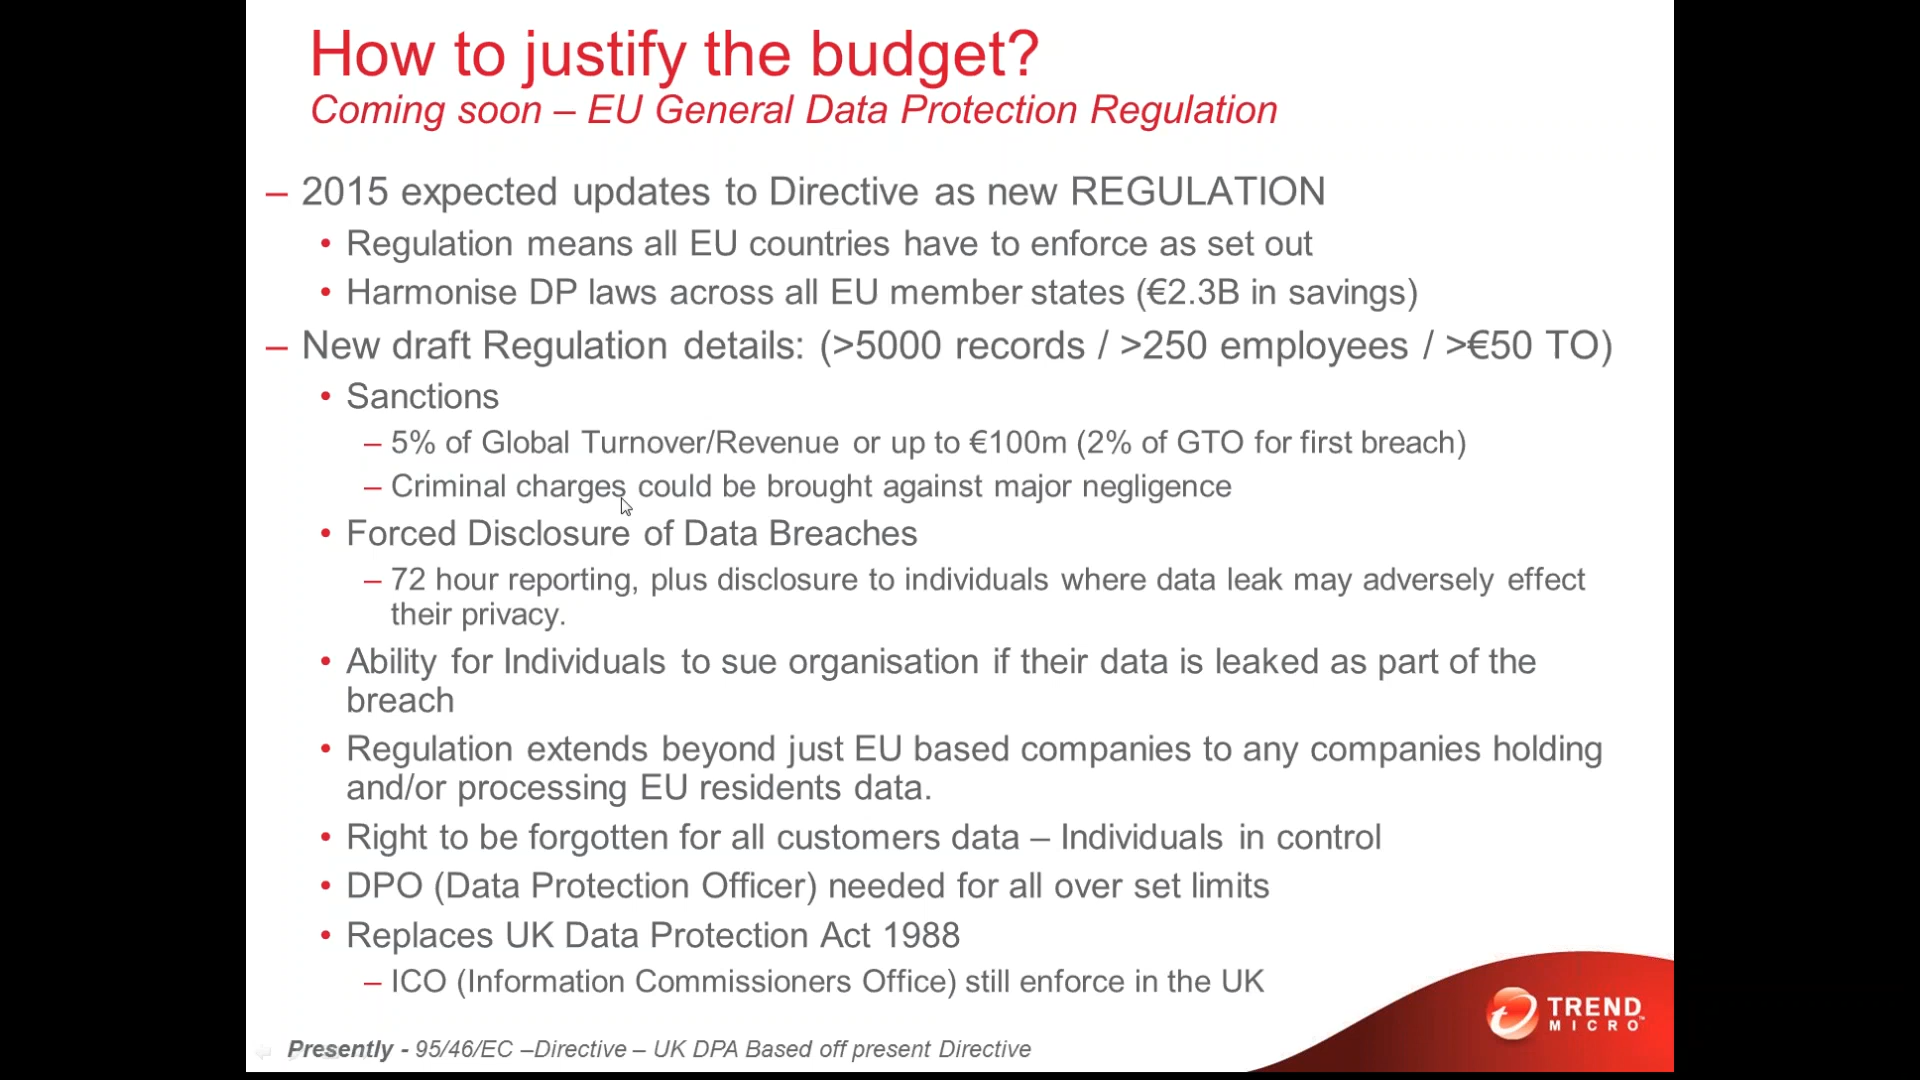 How to justify the budget?
Coming soon – EU General Data Protection Regulation
– 2015 expected updates to Directive as new REGULATION
• Regulation means all EU countries have to enforce as set out
• Harmonise DP laws across all EU member states (€2.3B in savings)
– New draft Regulation details: (>5000 records / >250 employees / >€50 TO)
• Sanctions
– 5% of Global Turnover/Revenue or up to €100m (2% of GTO for first breach)
– Criminal charges could be brought against major negligence
• Forced Disclosure of Data Breaches
– 72 hour reporting, plus disclosure to individuals where data leak may adversely effect
their privacy.
• Ability for Individuals to sue organisation if their data is leaked as part of the
breach
• Regulation extends beyond just EU based companies to any companies holding
and/or processing EU residents data.
• Right to be forgotten for all customers data – Individuals in control
• DPO (Data Protection Officer) needed for all over set limits
• Replaces UK Data Protection Act 1988
– ICO (Information Commissioners Office) still enforce in the UK
TREND
MICRO™
Presently - 95/46/EC –Directive – UK DPA Based off present Directive